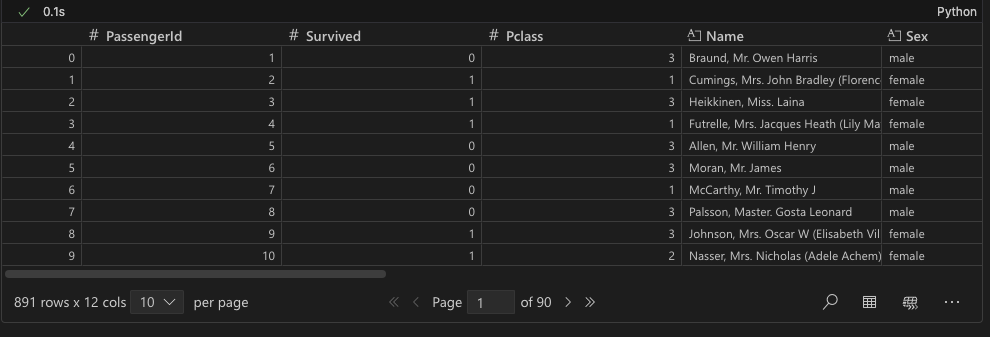 0.1s Python
# PassengerId # Survived # Pclass Name Sex
0 1 0 3 Braund, Mr. Owen Harris male
1 2 1 1 Cumings, Mrs. John Bradley (Florenc female
2 3 1 3 Heikkinen, Miss. Laina female
3 4 1 1 Futrelle, Mrs. Jacques Heath (Lily Ma female
4 5 0 3 Allen, Mr. William Henry male
5 6 0 3 Moran, Mr. James male
6 7 0 1 McCarthy, Mr. Timothy J male
7 8 0 3 Palsson, Master. Gosta Leonard male
8 9 1 3 Johnson, Mrs. Oscar W (Elisabeth Vil female
9 10 1 2 Nasser, Mrs. Nicholas (Adele Achem) female
891 rows x 12 cols 10 per page Page 1 of 90